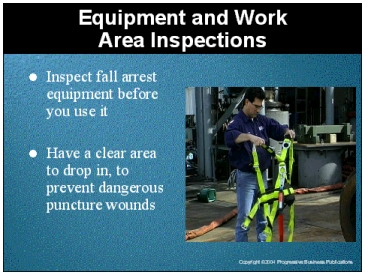 Equipment and Work
Area Inspections
● Inspect fall arrest
equipment before
you use it
● Have a clear area
to drop in, to
prevent dangerous
puncture wounds
Copyright ©2004 Progressive Business Publications